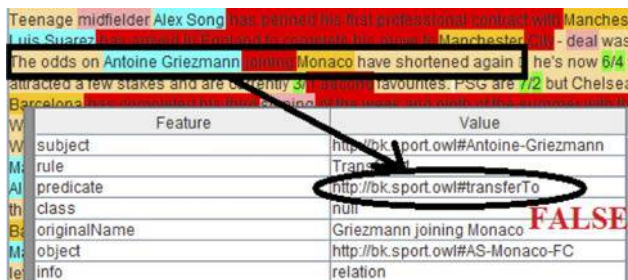 Teenage midfielder Alex Song has penned his first professional contract with Manches
Luis Suarez has arrived in England to complete his move to Manchester City - deal was
The odds on Antoine Griezmann joining Monaco have shortened again he's now 6/4
attracted a few stakes and are currently 3/ second favourites. PSG are 7/2 but Chelsea
Barcelona has completed his third signing of the week and ninth of the summer with
Feature Value
subject http://bk.sport.owl#Antoine-Griezmann
rule
predicate http://bk.sport.owl#transferTo
class null
originalName Griezmann joining Monaco FALSE
object http://bk.sport.owl#AS-Monaco-FC
info relation